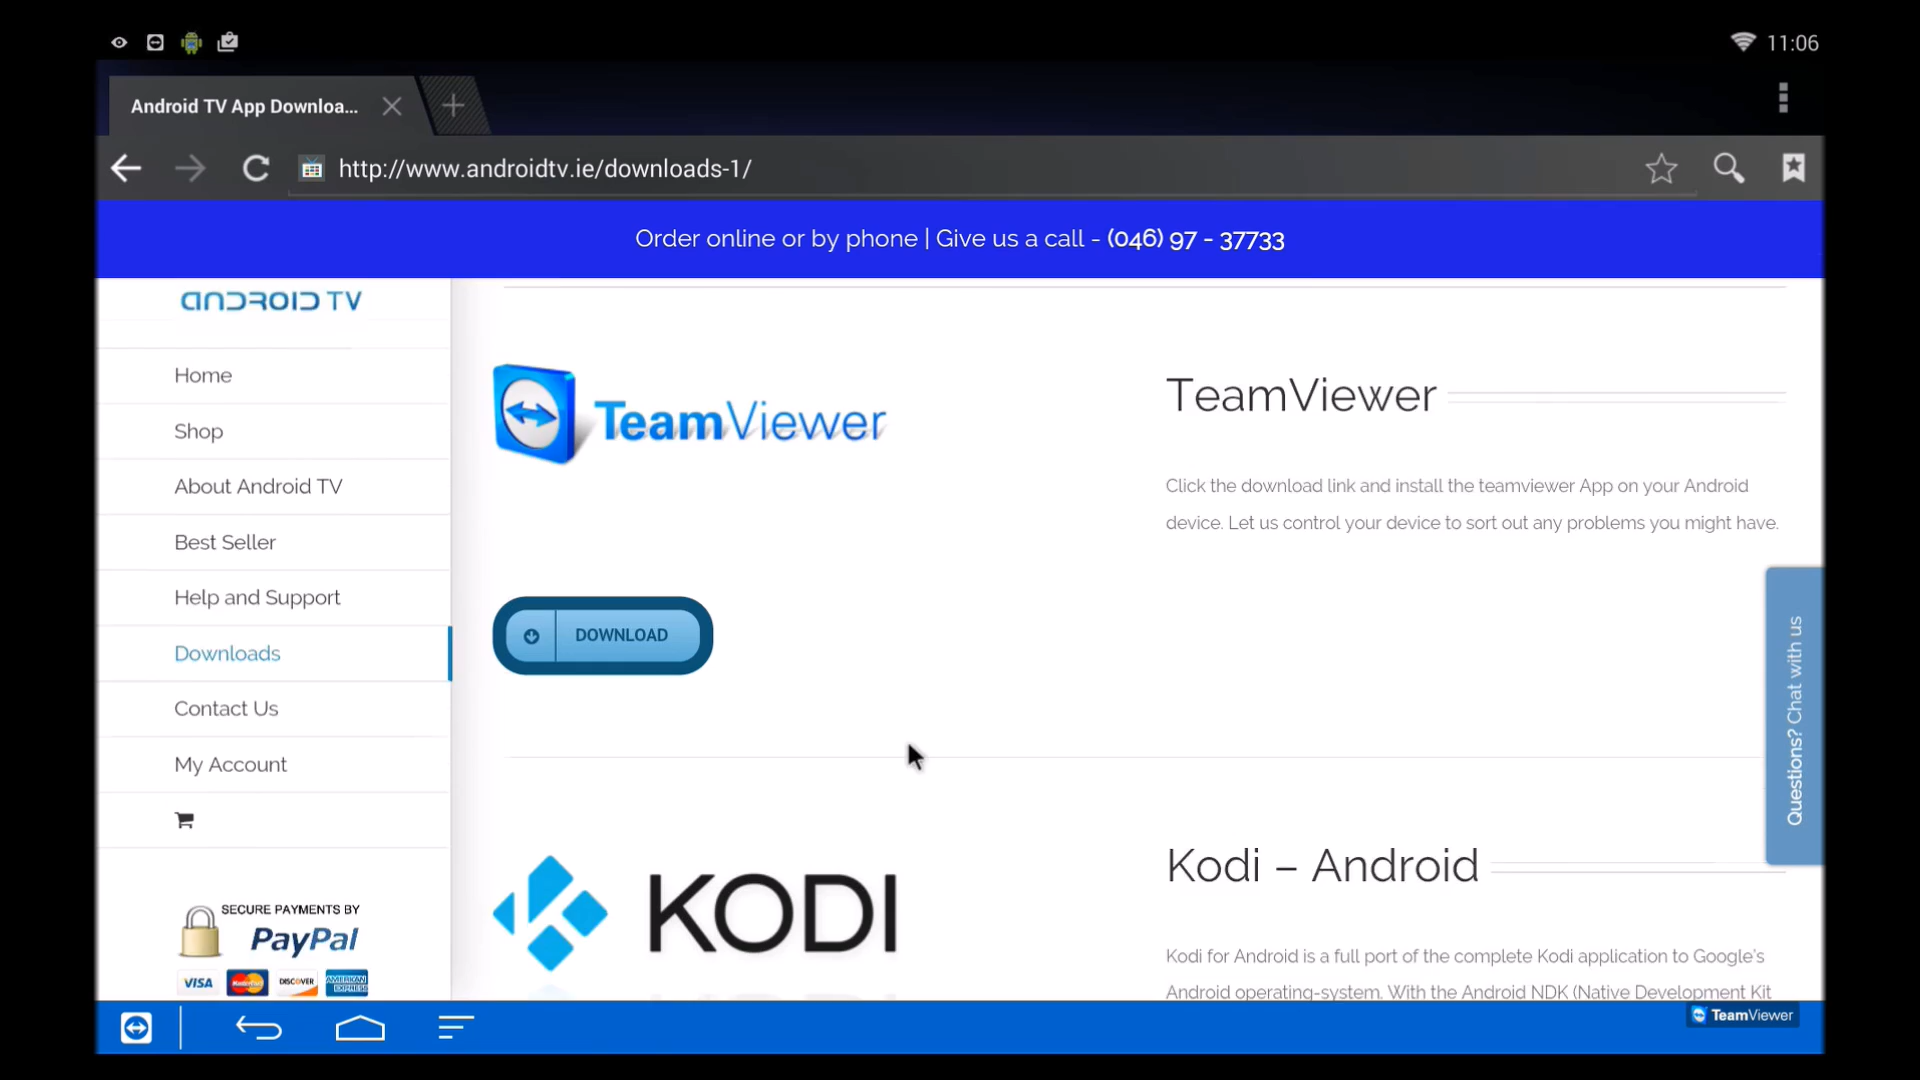 11:06
Android TV App Downloa...
http://www.androidtv.ie/downloads-1/
Order online or by phone | Give us a call - (046) 97 - 37733
ANDROID TV
Home
Shop
About Android TV
Best Seller
Help and Support
Downloads
Contact Us
My Account
SECURE PAYMENTS BY
PayPal
VISA
MasterCard
DISCOVER
AMERICAN
EXPRESS
TeamViewer
TeamViewer
Click the download link and install the teamviewer App on your Android
device. Let us control your device to sort out any problems you might have.
DOWNLOAD
Questions? Chat with us
KODI
Kodi – Android
Kodi for Android is a full port of the complete Kodi application to Google's
Android operating-system. With the Android NDK (Native Development Kit
TeamViewer